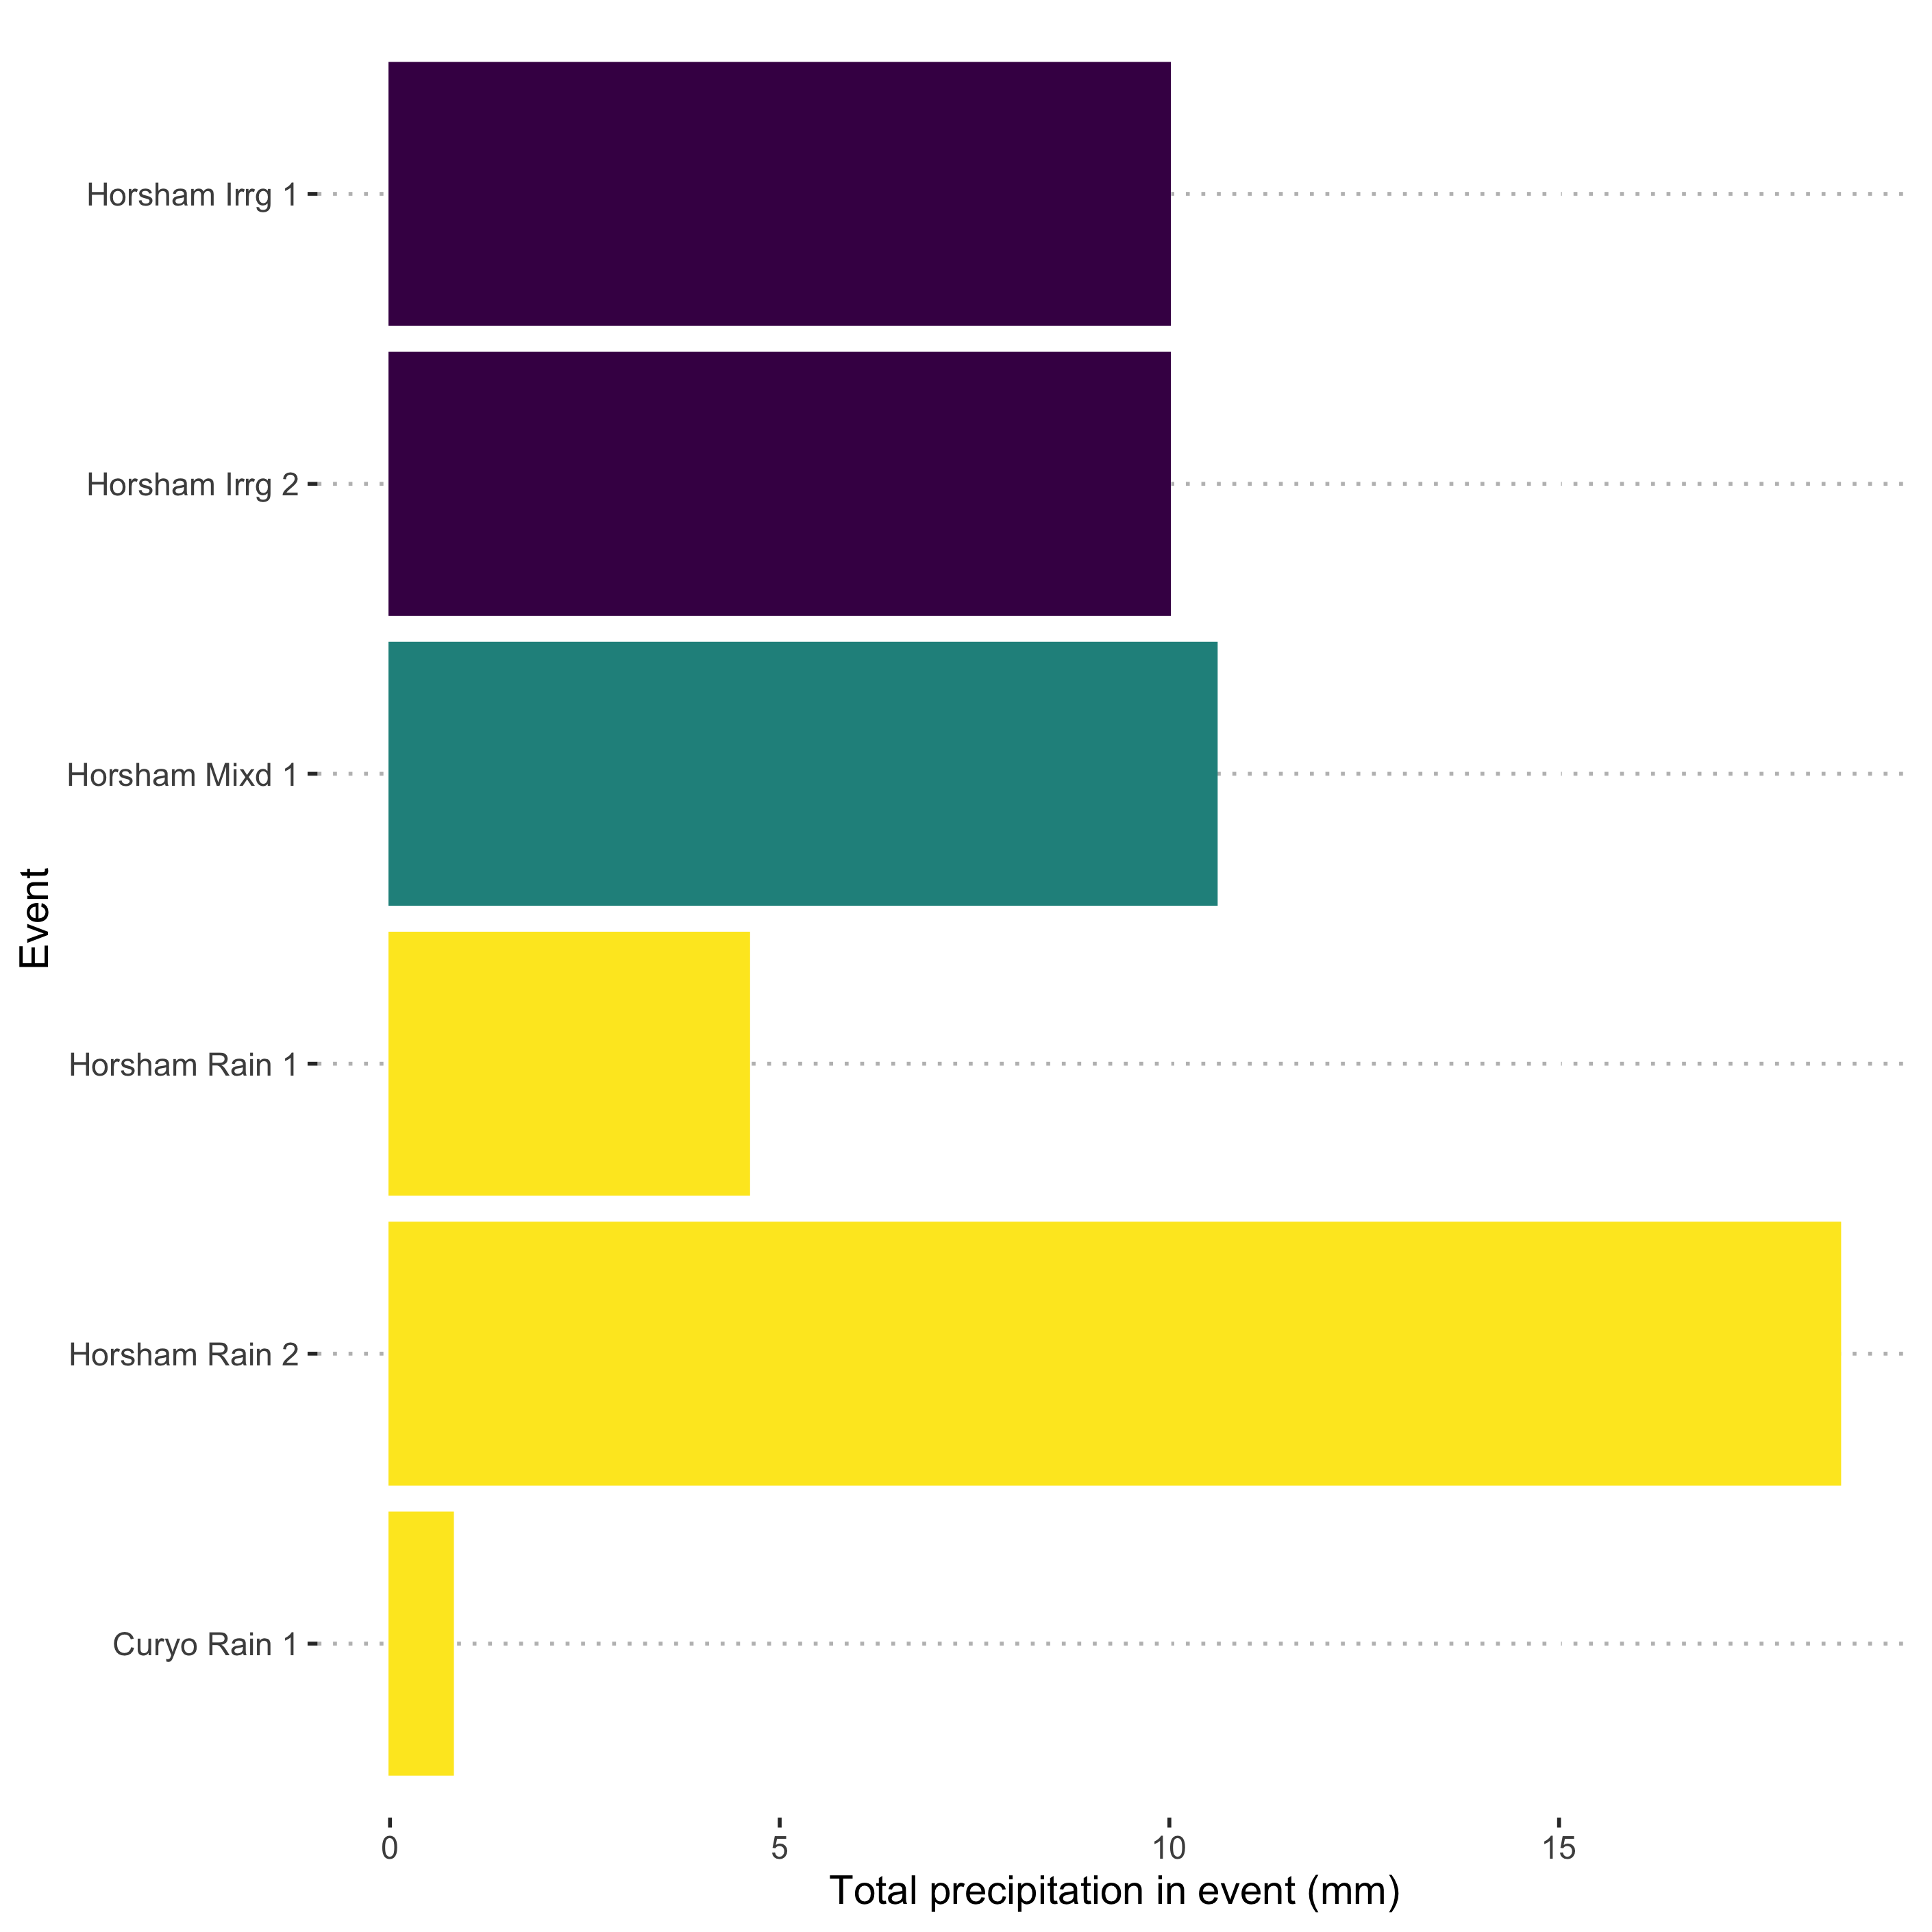 Horsham Irrg 1
Horsham Irrg 2
Horsham Mixd 1
Horsham Rain 1
Horsham Rain 2
Curyo Rain 1
Event
0 5 10 15
Total precipitation in event (mm)